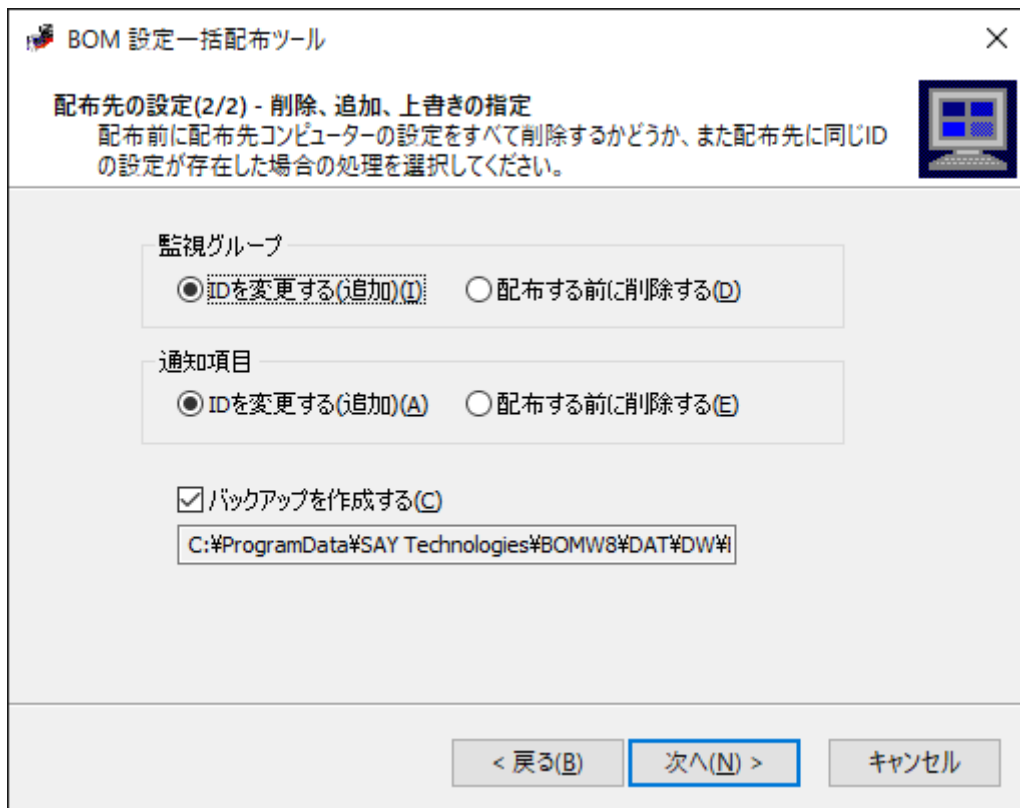 BOM 設定一括配布ツール
配布先の設定(2/2) - 削除、追加、上書きの指定
配布前に配布先コンピューターの設定をすべて削除するかどうか、また配布先に同じID
の設定が存在した場合の処理を選択してください。
監視グループ
IDを変更する(追加)(I) 配布する前に削除する(D)
通知項目
IDを変更する(追加)(A) 配布する前に削除する(E)
バックアップを作成する(C)
C:¥ProgramData¥SAY Technologies¥BOMW8¥DAT¥DW¥
< 戻る(B) 次へ(N) > キャンセル